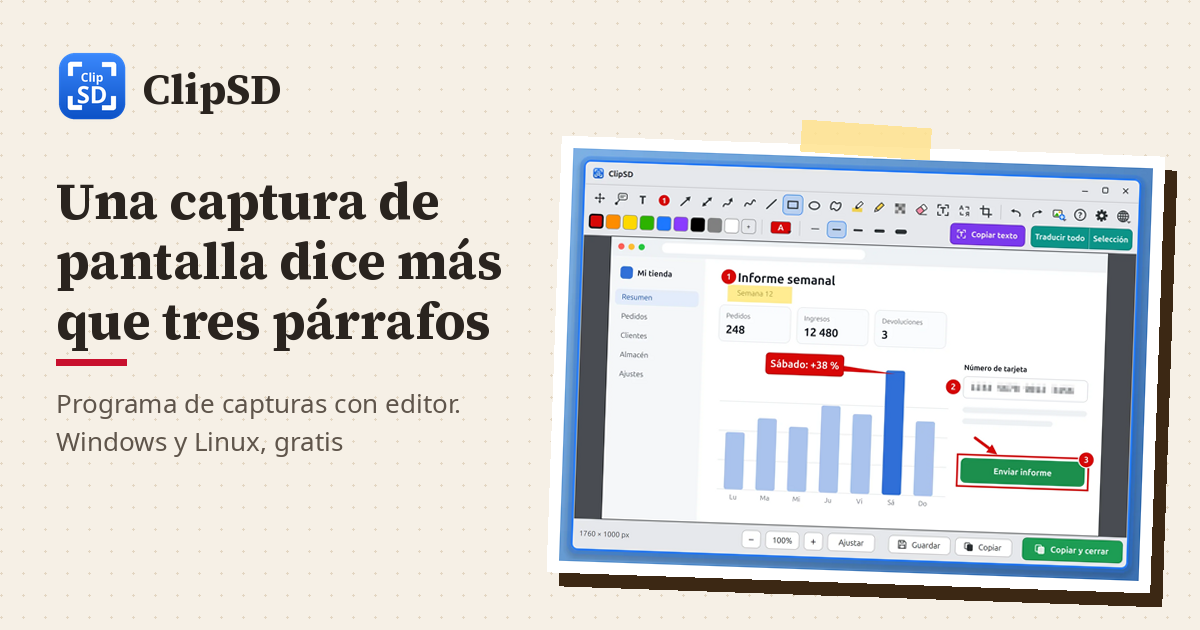 Clip
SD
ClipSD
Una captura de
pantalla dice más
que tres párrafos
Programa de capturas con editor.
Windows y Linux, gratis
ClipSD
T
1
A
Copiar texto
Traducir todo
Selección
Mi tienda
Resumen
Pedidos
Clientes
Almacén
Ajustes
1 Informe semanal
Semana 12
Pedidos
248
Ingresos
12 480
Devoluciones
3
Sábado: +38 %
Lu Ma Mi Ju Vi Sá Do
Número de tarjeta
2
3
Enviar informe
1760 × 1000 px
− 100% + Ajustar
Guardar
Copiar
Copiar y cerrar